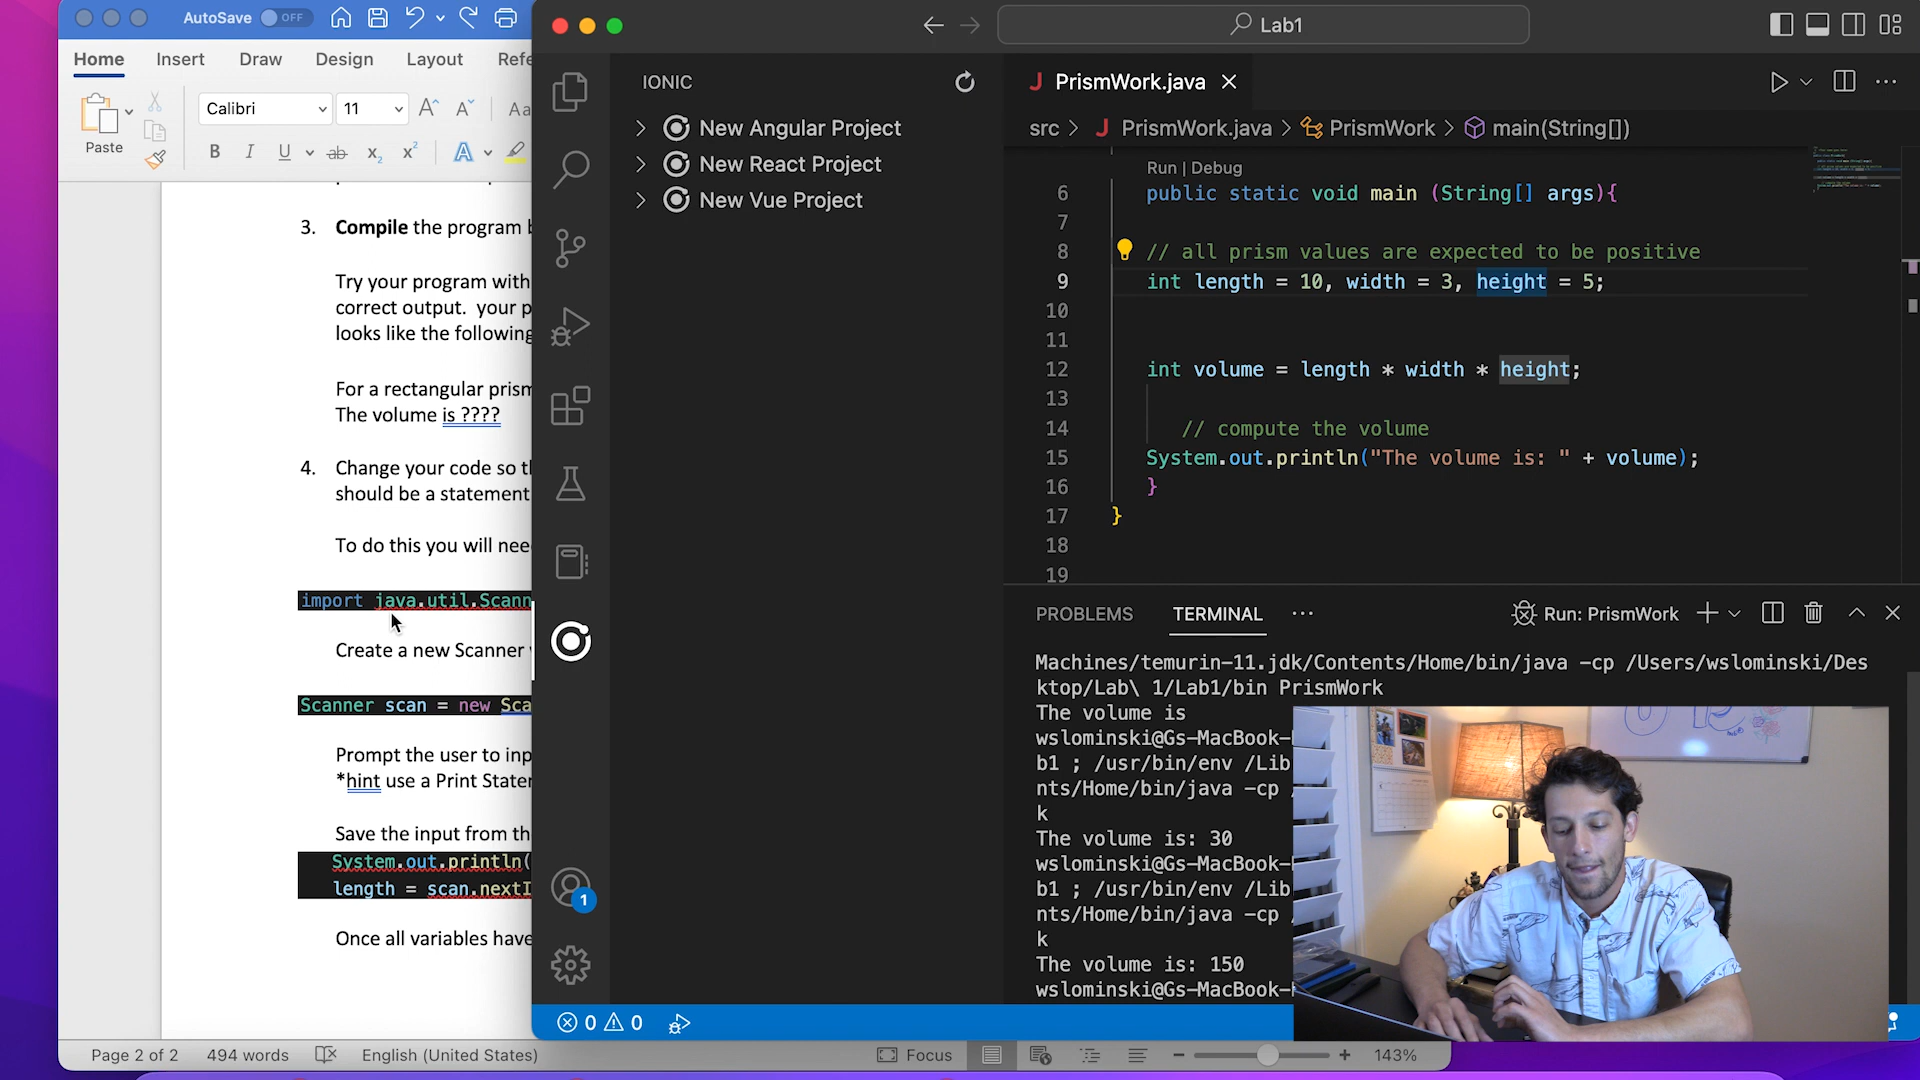 AutoSave OFF
Home Insert Draw Design Layout Refe
Paste
Calibri 11 Aa
B I U ab x₂ x² A
3. Compile the program b
Try your program with
correct output. your p
looks like the following
For a rectangular prism
The volume is ????
4. Change your code so th
should be a statement
To do this you will nee
import java.util.Scann
Create a new Scanner
Scanner scan = new Sca
Prompt the user to inp
*hint use a Print Stater
Save the input from th
System.out.println(
length = scan.nextI
Once all variables have
Page 2 of 2 494 words English (United States) Focus 143%
Lab1
IONIC
New Angular Project
New React Project
New Vue Project
1
0 0
J PrismWork.java
src > J PrismWork.java > PrismWork > main(String[])
Run | Debug
6 public static void main (String[] args){
7
8 // all prism values are expected to be positive
9 int length = 10, width = 3, height = 5;
10
11
12 int volume = length * width * height;
13
14 // compute the volume
15 System.out.println("The volume is: " + volume);
16 }
17 }
18
19
PROBLEMS TERMINAL Run: PrismWork
Machines/temurin-11.jdk/Contents/Home/bin/java -cp /Users/wslominski/Des
ktop/Lab\ 1/Lab1/bin PrismWork
The volume is
wslominski@Gs-MacBook-
b1 ; /usr/bin/env /Lib
nts/Home/bin/java -cp
k
The volume is: 30
wslominski@Gs-MacBook-
b1 ; /usr/bin/env /Lib
nts/Home/bin/java -cp
k
The volume is: 150
wslominski@Gs-MacBook-